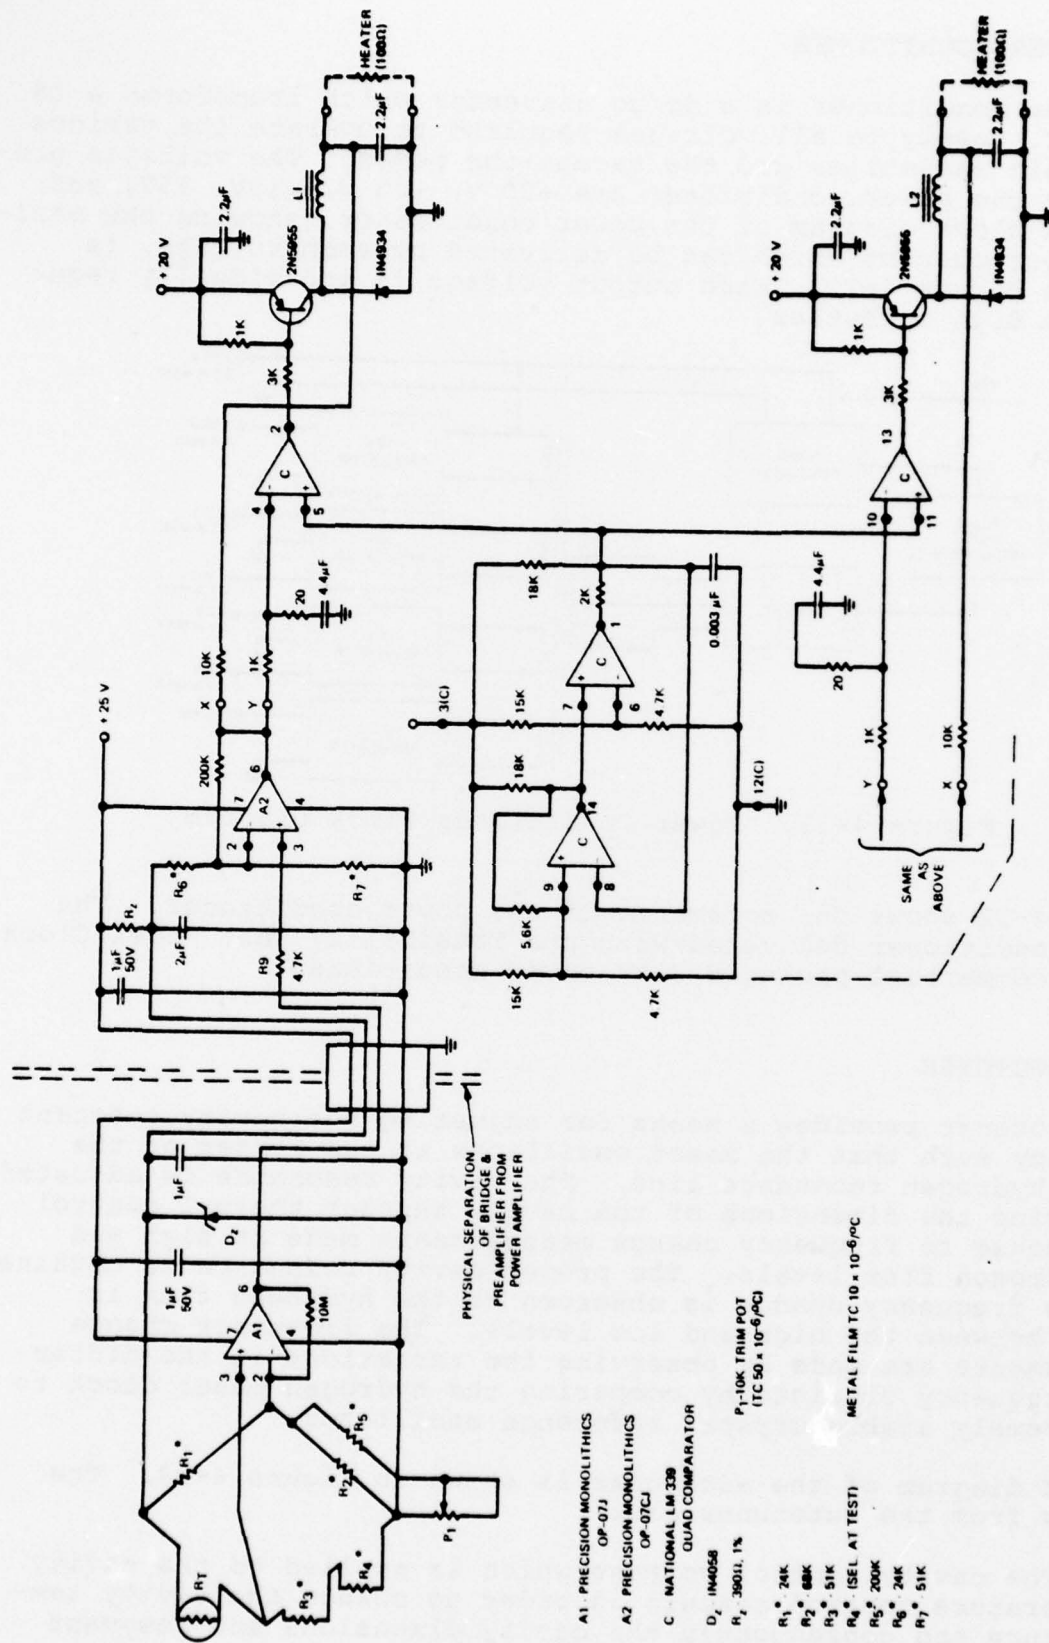 + 25 V
+ 20 V
2.2µF
1K
2N5955
3K
L1
1N4934
2.2µF
HEATER
(100Ω)
C
2
4
5
10K
X
1K
Y
20
4.4µF
200K
A2
7
6
4
2
3
R6*
R7*
Rz
2µF
1µF
50V
R9
4.7K
PHYSICAL SEPARATION
OF BRIDGE &
PREAMPLIFIER FROM
POWER AMPLIFIER
1µF
Dz
1µF
50V
A1
7
6
4
3
2
10M
R1*
R2*
R5*
P1
RT
R3*
R4*
3(C)
18K
2K
1
C
7
6
0.003 µF
15K
4.7K
18K
14
C
9
8
5.6K
15K
4.7K
12(C)
+ 20 V
2.2µF
1K
3K
13
C
10
11
L2
1N4934
2.2µF
HEATER
(100Ω)
4.4µF
20
1K
Y
10K
X
SAME
AS
ABOVE
A1 PRECISION MONOLITHICS
OP-07J
A2 PRECISION MONOLITHICS
OP-07CJ
C NATIONAL LM 339
QUAD COMPARATOR
Dz 1N4058
Rz 390Ω, 1%
P1-10K TRIM POT
(TC 50 x 10-6/°C)
R1* 24K
R2* 68K
R3* 51K
R4* (SEL AT TEST)
R5* 200K
R6* 24K
R7* 51K
METAL FILM TC 10 x 10-6/°C